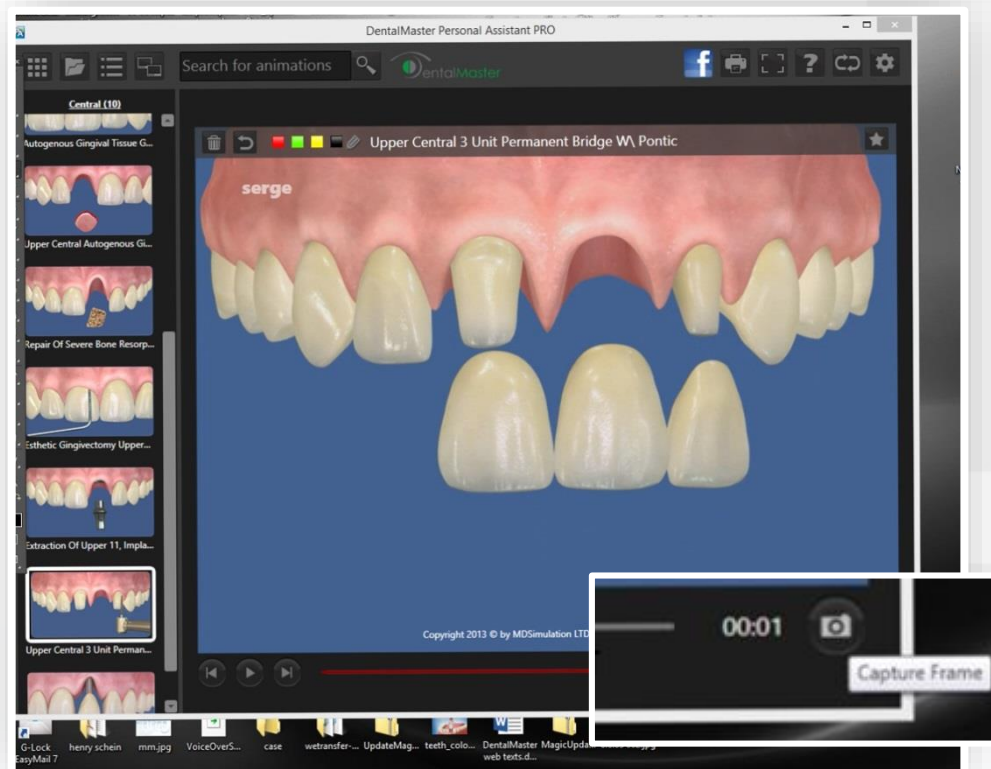 DentalMaster Personal Assistant PRO
Search for animations
DentalMaster
Central (10)
Autogenous Gingival Tissue G...
Upper Central Autogenous Gi...
Repair Of Severe Bone Resorp...
Esthetic Gingivectomy Upper...
Extraction Of Upper 11, Impla...
Upper Central 3 Unit Perman...
Upper Central 3 Unit Permanent Bridge W\ Pontic
serge
Copyright 2013 © by MDSimulation LTD
00:01
Capture Frame
G-Lock EasyMail 7
henry schein
mm.jpg
VoiceOverS...
case
wetransfer-...
UpdateMag...
teeth_colo...
DentalMaster web texts.d...